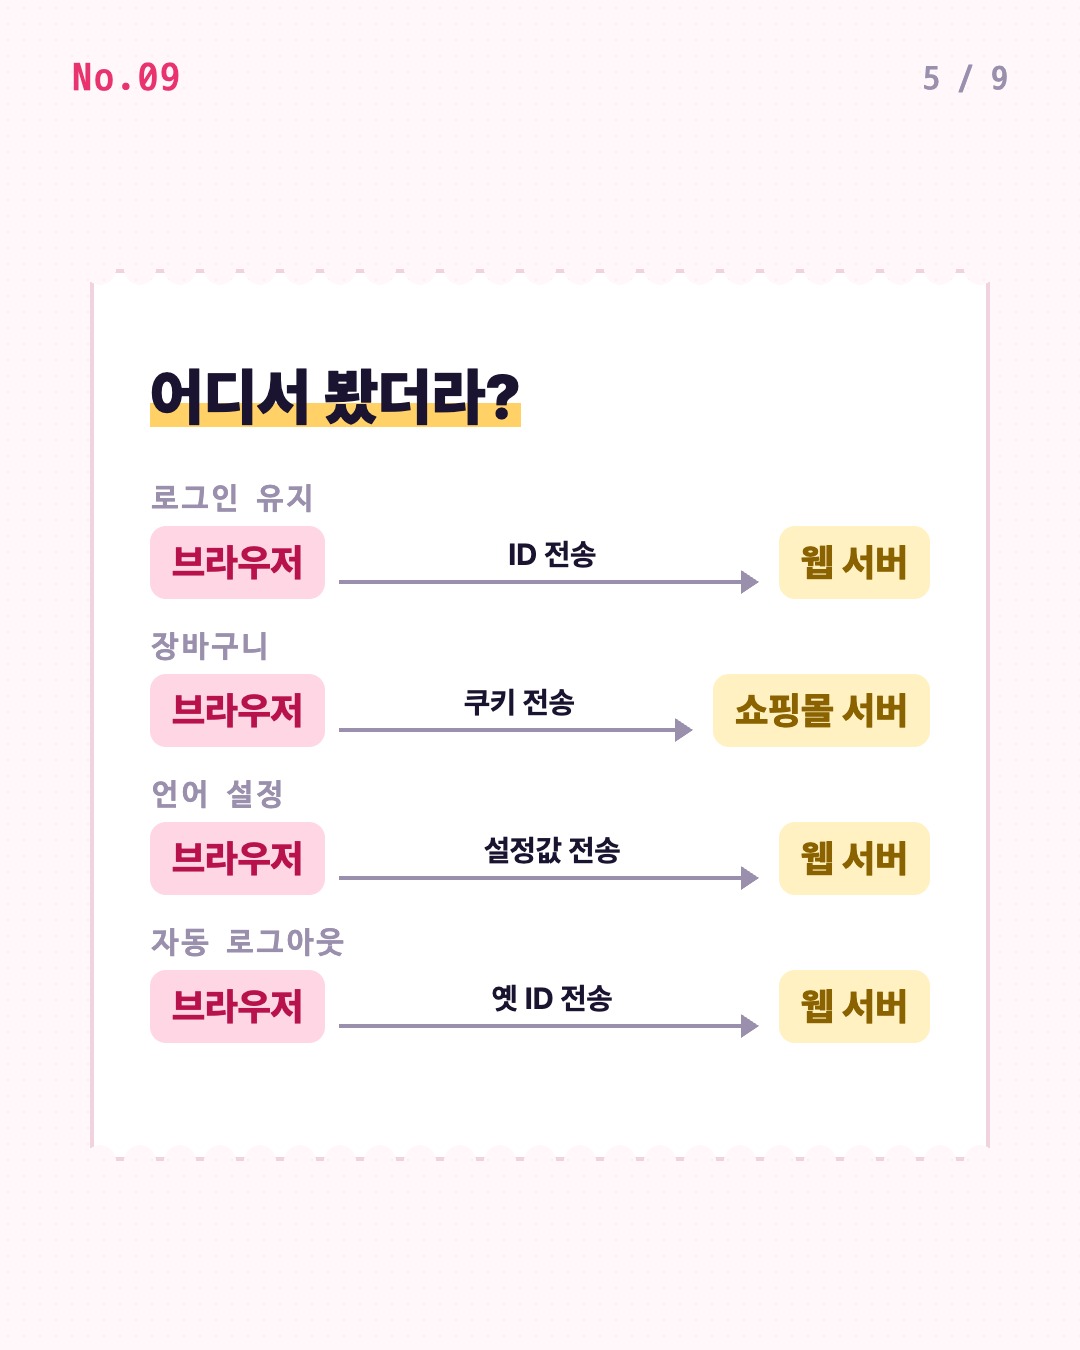 No.09
5 / 9
어디서 봤더라?
로그인 유지
브라우저
ID 전송
웹 서버
장바구니
브라우저
쿠키 전송
쇼핑몰 서버
언어 설정
브라우저
설정값 전송
웹 서버
자동 로그아웃
브라우저
옛 ID 전송
웹 서버